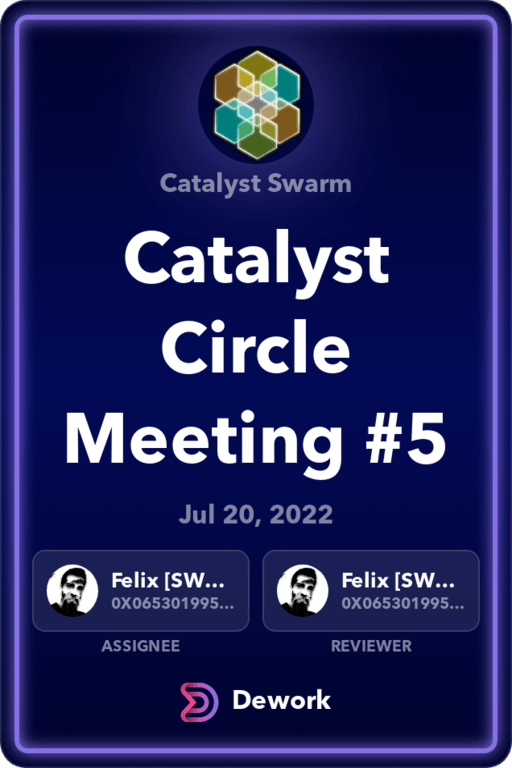 Catalyst Swarm
Catalyst
Circle
Meeting #5
Jul 20, 2022
Felix [SW...
0X065301995...
ASSIGNEE
Felix [SW...
0X065301995...
REVIEWER
Dework